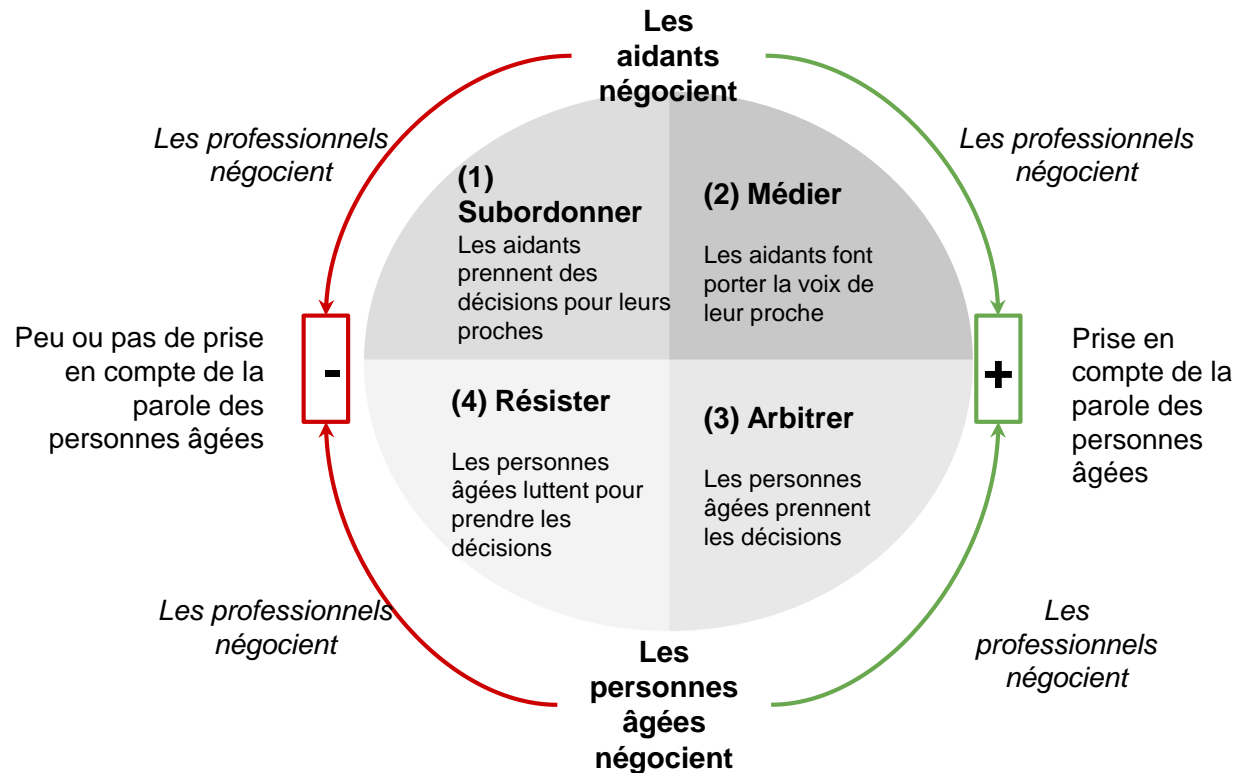 Les
aidants
négocient
Les professionnels
négocient
Les professionnels
négocient
(1)
Subordonner
Les aidants
prennent des
décisions pour leurs
proches
(2) Médier
Les aidants font
porter la voix de
leur proche
Peu ou pas de prise
en compte de la
parole des
personnes âgées
-
+
Prise en
compte de la
parole des
personnes
âgées
(4) Résister
Les personnes
âgées luttent pour
prendre les
décisions
(3) Arbitrer
Les personnes
âgées prennent
les décisions
Les professionnels
négocient
Les
professionnels
négocient
Les
personnes
âgées
négocient